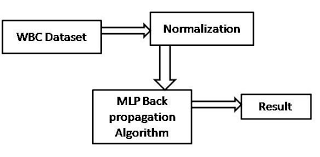 WBC Dataset
Normalization
MLP Back
propagation
Algorithm
Result